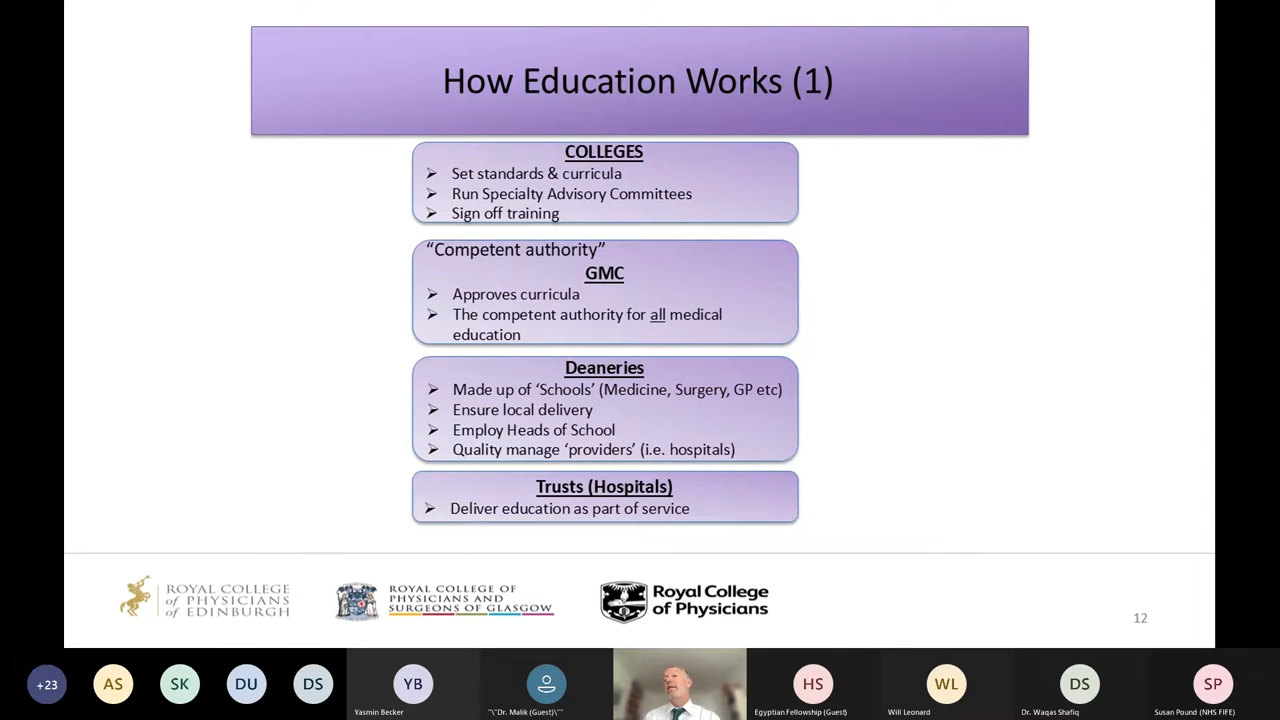 How Education Works (1)
COLLEGES
Set standards & curricula
Run Specialty Advisory Committees
Sign off training
“Competent authority”
GMC
Approves curricula
The competent authority for all medical
education
Deaneries
Made up of ‘Schools’ (Medicine, Surgery, GP etc)
Ensure local delivery
Employ Heads of School
Quality manage ‘providers’ (i.e. hospitals)
Trusts (Hospitals)
Deliver education as part of service
ROYAL COLLEGE
of PHYSICIANS
of EDINBURGH
ROYAL COLLEGE OF
PHYSICIANS AND
SURGEONS OF GLASGOW
Royal College
of Physicians
12
+23
AS
SK
DU
DS
YB
HS
WL
DS
SP
Yasmin Becker
"\"Dr. Malik (Guest)\""
Egyptian Fellowship (Guest)
Will Leonard
Dr. Waqas Shafiq
Susan Pound (NHS FIFE)